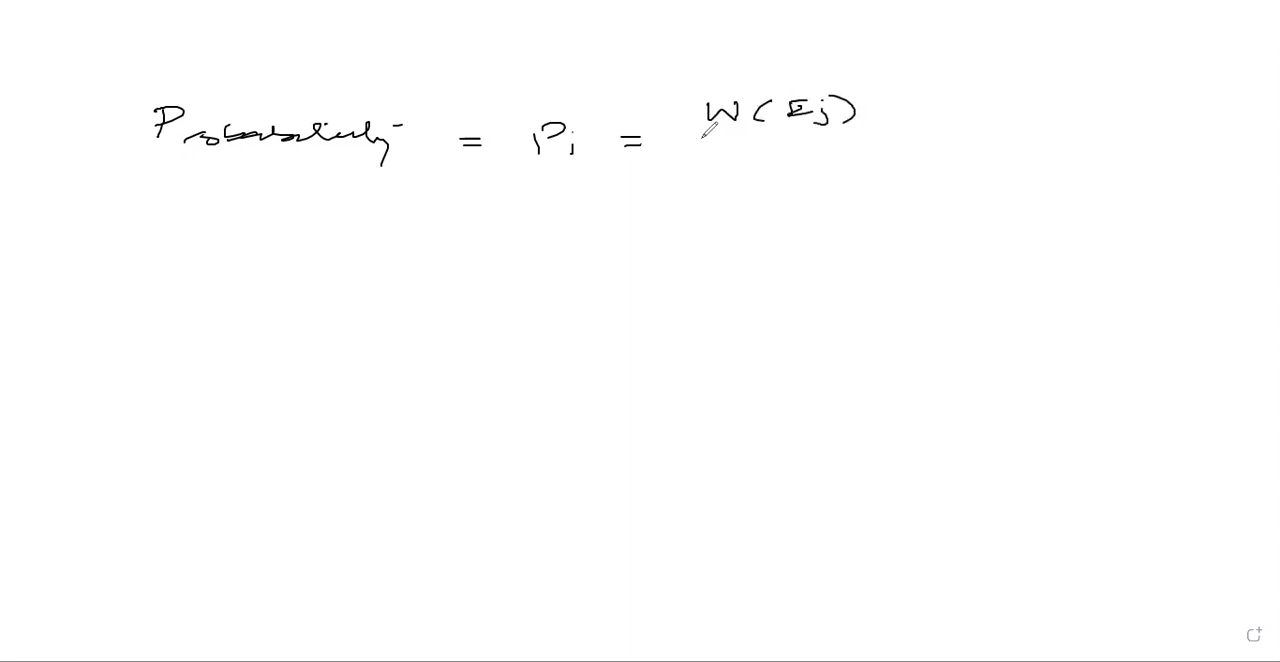 Probability = Pi = W(Ej)